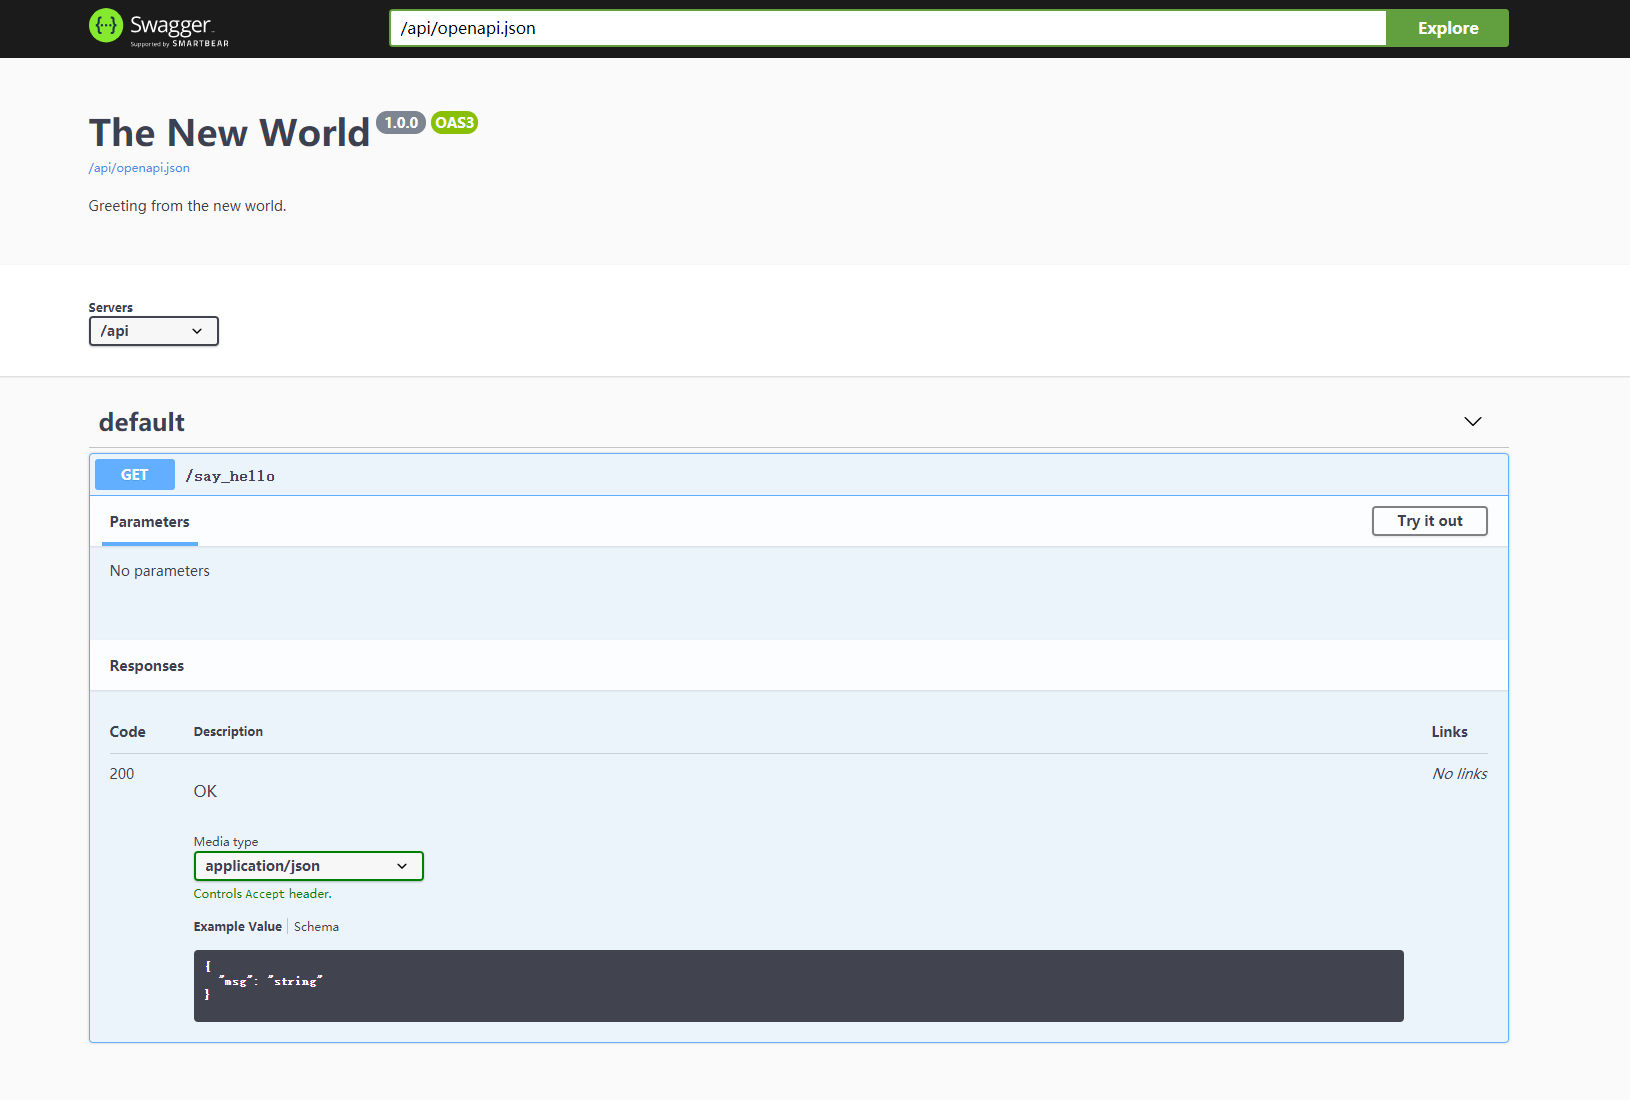 Swagger
Supported by SMARTBEAR
/api/openapi.json
Explore
The New World 1.0.0 OAS3
/api/openapi.json
Greeting from the new world.
Servers
/api
default
GET /say_hello
Parameters
Try it out
No parameters
Responses
Code Description Links
200 No links
OK
Media type
application/json
Controls Accept header.
Example Value Schema
{
"msg": "string"
}